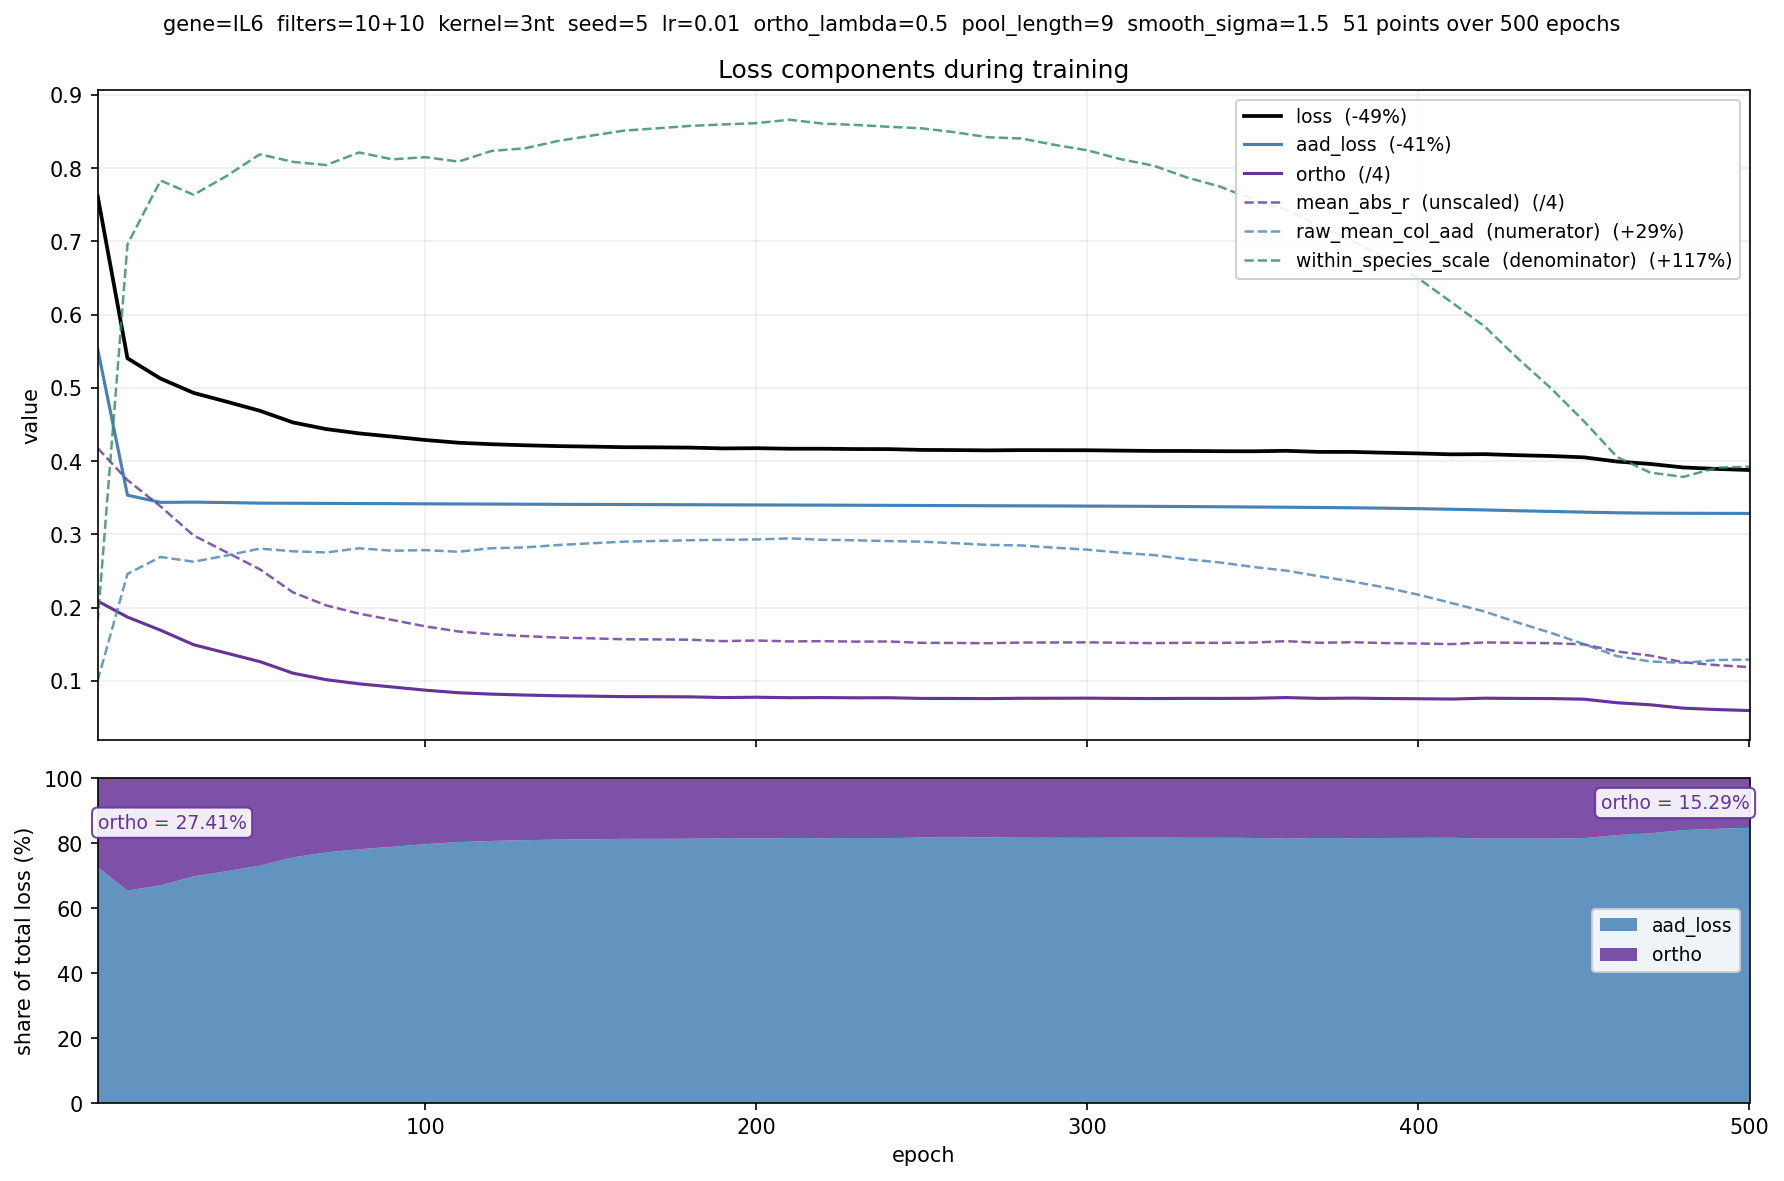 gene=IL6  filters=10+10  kernel=3nt  seed=5  lr=0.01  ortho_lambda=0.5  pool_length=9  smooth_sigma=1.5  51 points over 500 epochs
Loss components during training
0.9
0.8
0.7
0.6
0.5
0.4
0.3
0.2
0.1
value
loss  (-49%)
aad_loss  (-41%)
ortho  (/4)
mean_abs_r  (unscaled)  (/4)
raw_mean_col_aad  (numerator)  (+29%)
within_species_scale  (denominator)  (+117%)
100
80
60
40
20
0
share of total loss (%)
ortho = 27.41%
ortho = 15.29%
aad_loss
ortho
100
200
300
400
500
epoch